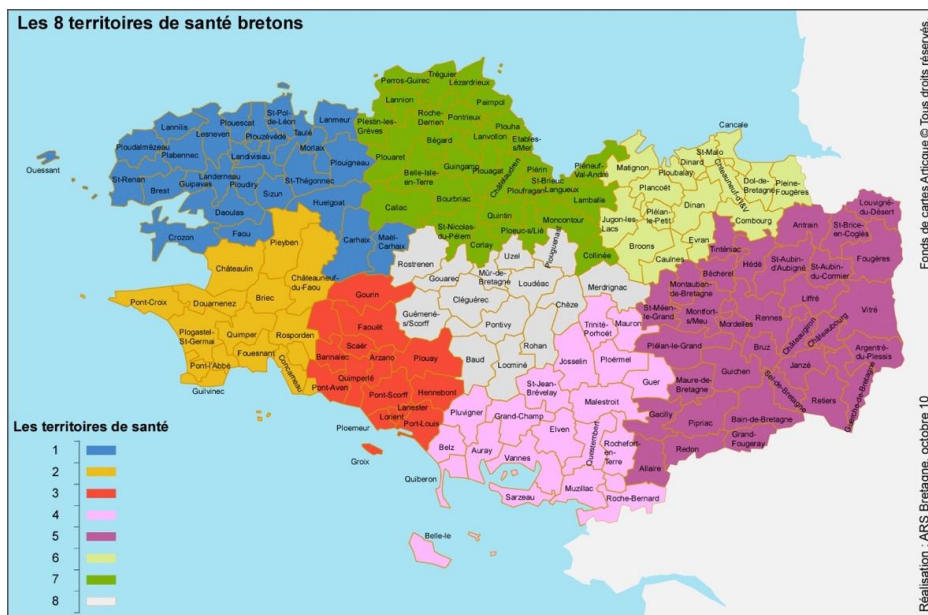 Les 8 territoires de santé bretons
Fonds de cartes Articque © Tous droits réservés
Réalisation : ARS Bretagne, octobre 10
Perros-Guirec
Tréguier
Lézardrieux
Lannion
Plestin-les-
Grèves
Roche-
Derrien
Pontrieux
Paimpol
Plouha
Bégard
Lanvollon
Etables-
s/Mer
Plouaret
Guingamp
Belle-Isle-
en-Terre
Plouagat
Châtelaudren
Plérin
St-Brieuc
Ploufragan
Langueux
Pléneuf-
Val-André
Lamballe
Callac
Bourbriac
Quintin
Moncontour
St-Nicolas-
du-Pélem
Ploeuc-s/Lié
Corlay
Plouguenast
Collinée
Lannilis
Plouescat
St-Pol-
de-Léon
Lanmeur
Lesneven
Plouzévédé
Taulé
Ploudalmézeau
Plabennec
Morlaix
Landivisiau
Plouigneau
Ouessant
St-Renan
Landerneau
Guipavas
Ploudiry
St-Thégonnec
Brest
Sizun
Huelgoat
Daoulas
Crozon
Faou
Carhaix
Maël-
Carhaix
Pleyben
Châteaulin
Châteauneuf-
du-Faou
Pont-Croix
Douarnenez
Briec
Plogastel-
St-Germai
Quimper
Rosporden
Fouesnant
Pont-l'Abbé
Concarneau
Guilvinec
Gourin
Faouët
Scaër
Bannalec
Arzano
Plouay
Quimperlé
Pont-Aven
Pont-Scorff
Hennebont
Lanester
Lorient
Port-Louis
Ploemeur
Groix
Rostrenen
Gouarec
Uzel
Mûr-de-
Bretagne
Loudéac
Merdrignac
Cléguérec
Chèze
Guémené-
s/Scorff
Pontivy
Rohan
Baud
Locminé
Cancale
St-Malo
Matignon
Dinard
Ploubalay
Châteauneuf-d'I&V
Dol-de-
Bretagne
Pleine-
Fougères
Plancoët
Plélan-
le-Petit
Dinan
Jugon-les-
Lacs
Combourg
Broons
Evran
Caulnes
Louvigné-
du-Désert
Antrain
St-Brice-
en-Coglès
Tinténiac
Hédé
St-Aubin-
d'Aubigné
Fougères
Bécherel
St-Aubin-
du-Cormier
Montauban-
de-Bretagne
St-Méen-
le-Grand
Montfort-
s/Meu
Liffré
Rennes
Vitré
Mordelles
Châteaugiron
Châteaubourg
Plélan-le-Grand
Bruz
Argentré-
du-Plessis
Janzé
Guichen
Maure-de-
Bretagne
Sel-de-Bretagne
Retiers
Guerche-de-Bretagne
Gacilly
Pipriac
Bain-de-Bretagne
Grand-
Fougeray
Redon
Allaire
Trinité-
Porhoët
Mauron
Josselin
Ploërmel
Guer
St-Jean-
Brévelay
Malestroit
Pluvigner
Grand-Champ
Elven
Questembert
Rochefort-
en-Terre
Belz
Auray
Vannes
Quiberon
Muzillac
Sarzeau
Roche-Bernard
Belle-Ie
Les territoires de santé
1
2
3
4
5
6
7
8